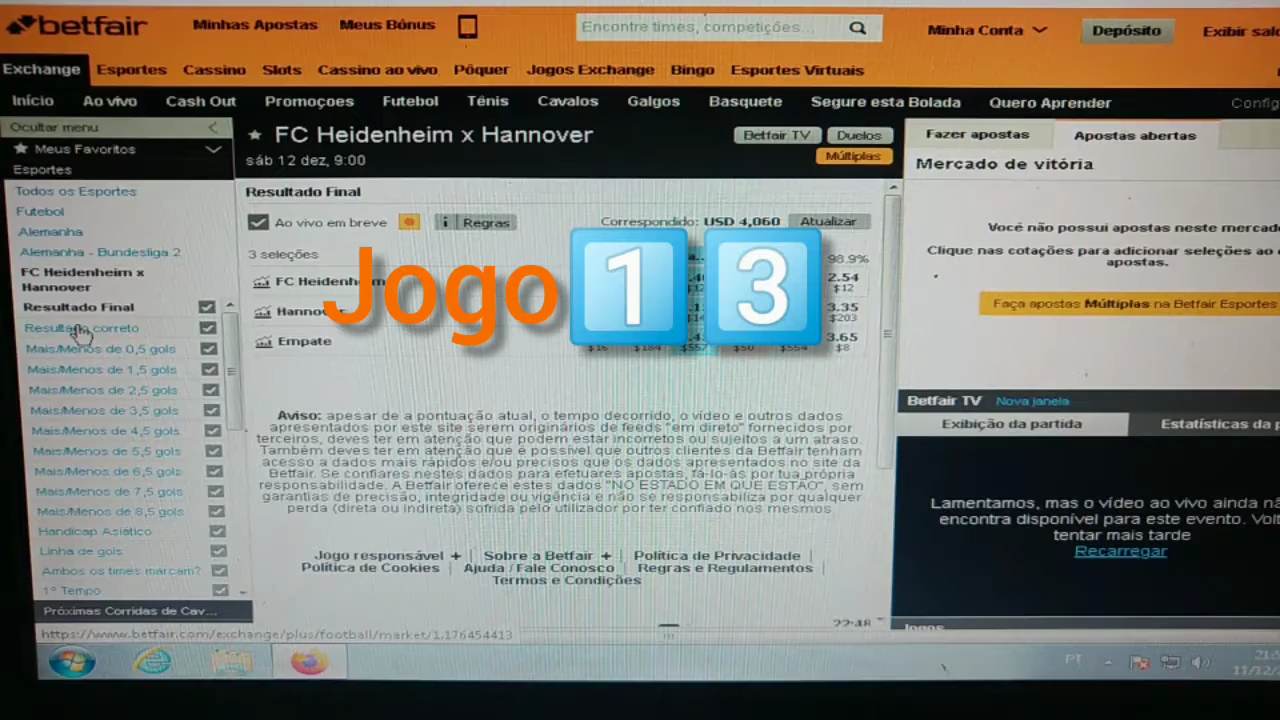 betfair
Minhas Apostas Meus Bônus
Encontre times, competições...
Minha Conta Depósito Exibir
Exchange Esportes Cassino Slots Cassino ao vivo Pôquer Jogos Exchange Bingo Esportes Virtuais
Início Ao vivo Cash Out Promoções Futebol Tênis Cavalos Galgos Basquete Segure esta Bolada Quero Aprender
Ocultar menu
Meus Favoritos
Esportes
Todos os Esportes
Futebol
Alemanha
Alemanha - Bundesliga 2
FC Heidenheim x
Hannover
Resultado Final
Resultado correto
Mais/Menos de 0,5 gols
Mais/Menos de 1,5 gols
Mais/Menos de 2,5 gols
Mais/Menos de 3,5 gols
Mais/Menos de 4,5 gols
Mais/Menos de 5,5 gols
Mais/Menos de 6,5 gols
Mais/Menos de 7,5 gols
Mais/Menos de 8,5 gols
Handicap Asiático
Linha de gols
Ambos os times marcam?
1º Tempo
Próximas Corridas de Cav...
https://www.betfair.com/exchange/plus/football/market/1.176454413
FC Heidenheim x Hannover
Betfair TV Duelos
sáb 12 dez, 9:00
Múltiplas
Resultado Final
Ao vivo em breve i Regras Correspondido: USD 4,060 Atualizar
3 seleções 98.9%
FC Heidenheim 2.54
$12
3.35
$203
Empate 3.65
$16 $184 $557 $50 $554 $8
Jogo 13
Aviso: apesar de a pontuação atual, o tempo decorrido, o vídeo e outros dados
apresentados por este site serem originários de feeds "em direto" fornecidos por
terceiros, deves ter em atenção que podem estar incorretos ou sujeitos a um atraso.
Também deves ter em atenção que é possível que outros clientes da Betfair tenham
acesso a dados mais rápidos e/ou precisos que os dados apresentados no site da
Betfair. Se confiares nestes dados para efetuares apostas, fá-lo-ás por tua própria
responsabilidade. A Betfair oferece estes dados "NO ESTADO EM QUE ESTÃO", sem
garantias de precisão, integridade ou vigência e não se responsabiliza por qualquer
perda (direta ou indireta) sofrida pelo utilizador por ter confiado nos mesmos
Jogo responsável + | Sobre a Betfair + | Política de Privacidade |
Política de Cookies | Ajuda / Fale Conosco | Regras e Regulamentos |
Termos e Condições
22:48
Fazer apostas Apostas abertas
Mercado de vitória
Você não possui apostas neste
Clique nas cotações para adicionar seleções ao
apostas.
Faça apostas Múltiplas na Betfair Esportes
Betfair TV Nova janela
Exibição da partida Estatísticas da
Lamentamos, mas o vídeo ao vivo ainda
encontra disponível para este evento.
tentar mais tarde
Recarregar
Jogos
PT